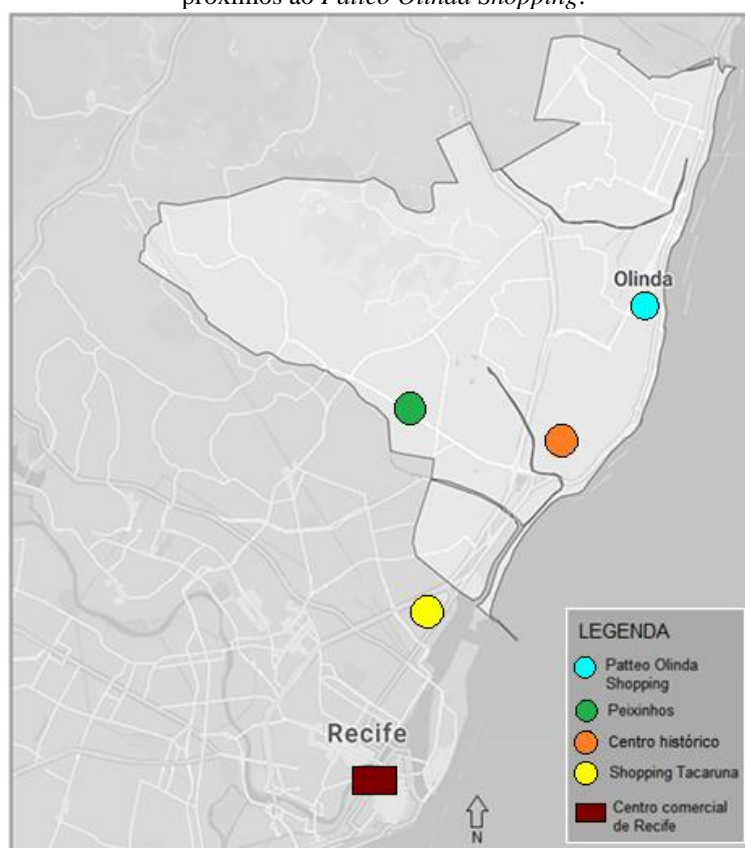 próximos ao Patteo Olinda Shopping.
Olinda
Recife
N
LEGENDA
Patteo Olinda
Shopping
Peixinhos
Centro histórico
Shopping Tacaruna
Centro comercial
de Recife